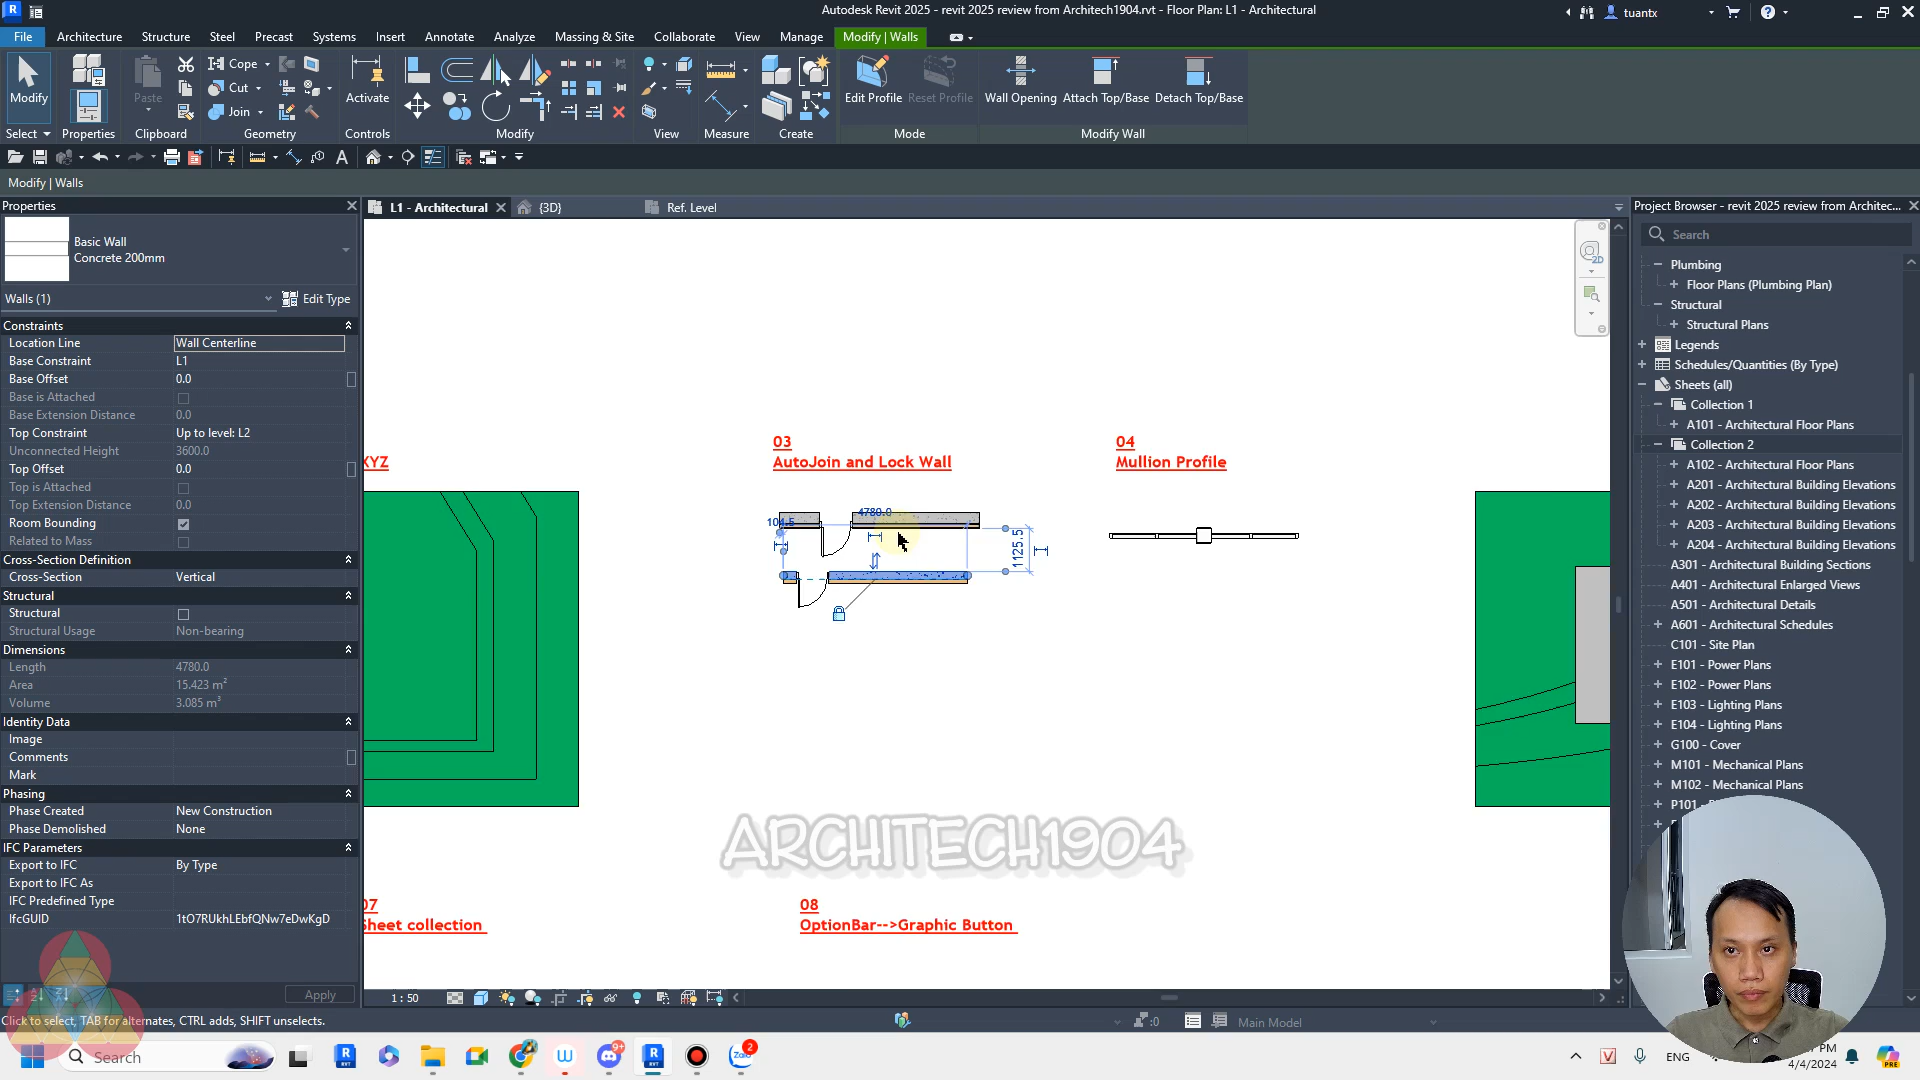 Autodesk Revit 2025 - revit 2025 review from Architech1904.rvt - Floor Plan: L1 - Architectural
tuantx
File Architecture Structure Steel Precast Systems Insert Annotate Analyze Massing & Site Collaborate View Manage Modify | Walls
Modify
Paste
Cope
Cut
Join
Activate
Edit Profile
Reset Profile
Wall Opening
Attach Top/Base
Detach Top/Base
Select
Properties
Clipboard
Geometry
Controls
Modify
View
Measure
Create
Mode
Modify Wall
Modify | Walls
Properties
Basic Wall
Concrete 200mm
Walls (1)
Edit Type
Constraints
Location Line Wall Centerline
Base Constraint L1
Base Offset 0.0
Base is Attached
Base Extension Distance 0.0
Top Constraint Up to level: L2
Unconnected Height 3600.0
Top Offset 0.0
Top is Attached
Top Extension Distance 0.0
Room Bounding
Related to Mass
Cross-Section Definition
Cross-Section Vertical
Structural
Structural
Structural Usage Non-bearing
Dimensions
Length 4780.0
Area 15.423 m²
Volume 3.085 m³
Identity Data
Image
Comments
Mark
Phasing
Phase Created New Construction
Phase Demolished None
IFC Parameters
Export to IFC By Type
Export to IFC As
IFC Predefined Type
IfcGUID 1tO7RUkhLEbfQNw7eDwKgD
Apply
L1 - Architectural
{3D}
Ref. Level
2D
XYZ
03
AutoJoin and Lock Wall
104.5
4780.0
1125.5
04
Mullion Profile
ARCHITECH1904
07
Sheet collection
08
OptionBar-->Graphic Button
1 : 50
Project Browser - revit 2025 review from Architec...
Search
Plumbing
Floor Plans (Plumbing Plan)
Structural
Structural Plans
Legends
Schedules/Quantities (By Type)
Sheets (all)
Collection 1
A101 - Architectural Floor Plans
Collection 2
A102 - Architectural Floor Plans
A201 - Architectural Building Elevations
A202 - Architectural Building Elevations
A203 - Architectural Building Elevations
A204 - Architectural Building Elevations
A301 - Architectural Building Sections
A401 - Architectural Enlarged Views
A501 - Architectural Details
A601 - Architectural Schedules
C101 - Site Plan
E101 - Power Plans
E102 - Power Plans
E103 - Lighting Plans
E104 - Lighting Plans
G100 - Cover
M101 - Mechanical Plans
M102 - Mechanical Plans
Click to select, TAB for alternates, CTRL adds, SHIFT unselects.
:0
Main Model
Search
9+
2
ENG
PM
4/4/2024
PRE